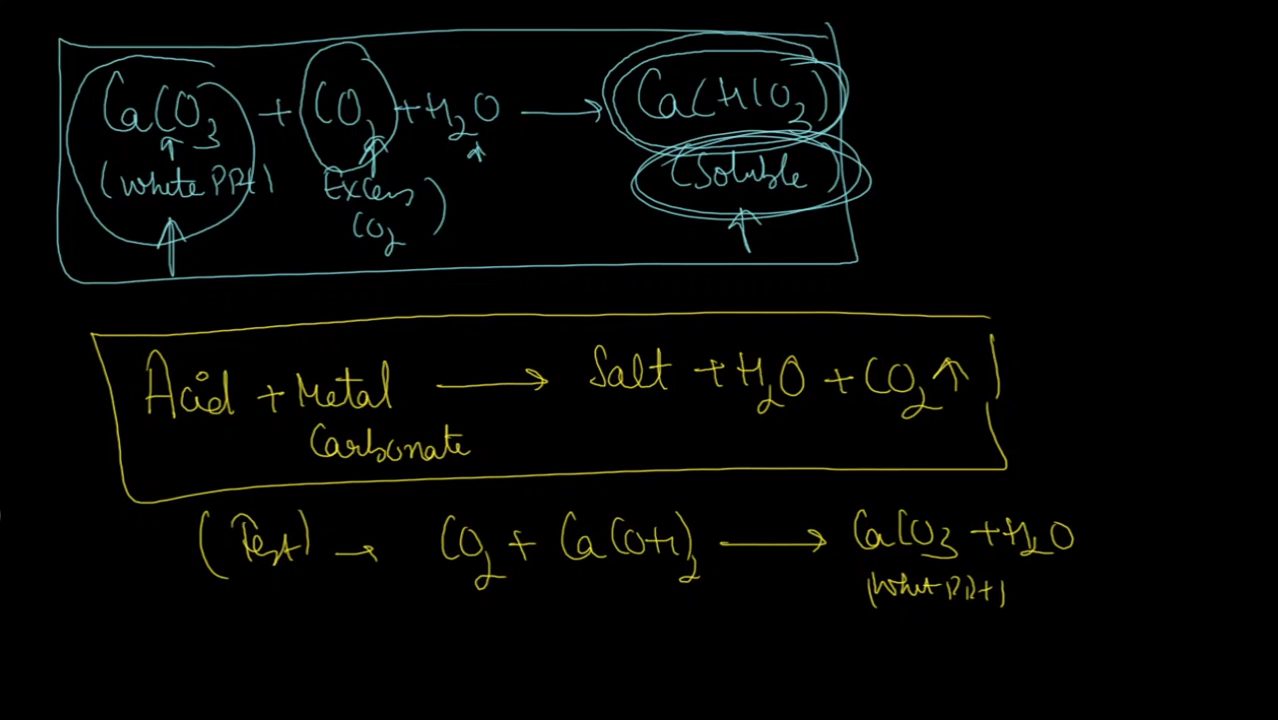 CaCO3 + CO2 + H2O → Ca(HCO3)
(White PPt) Excess (Soluble)
CO2)
Acid + Metal → Salt + H2O + CO2↑
Carbonate
(Test) → CO2 + Ca(OH)2 → CaCO3 + H2O
(White PPt)